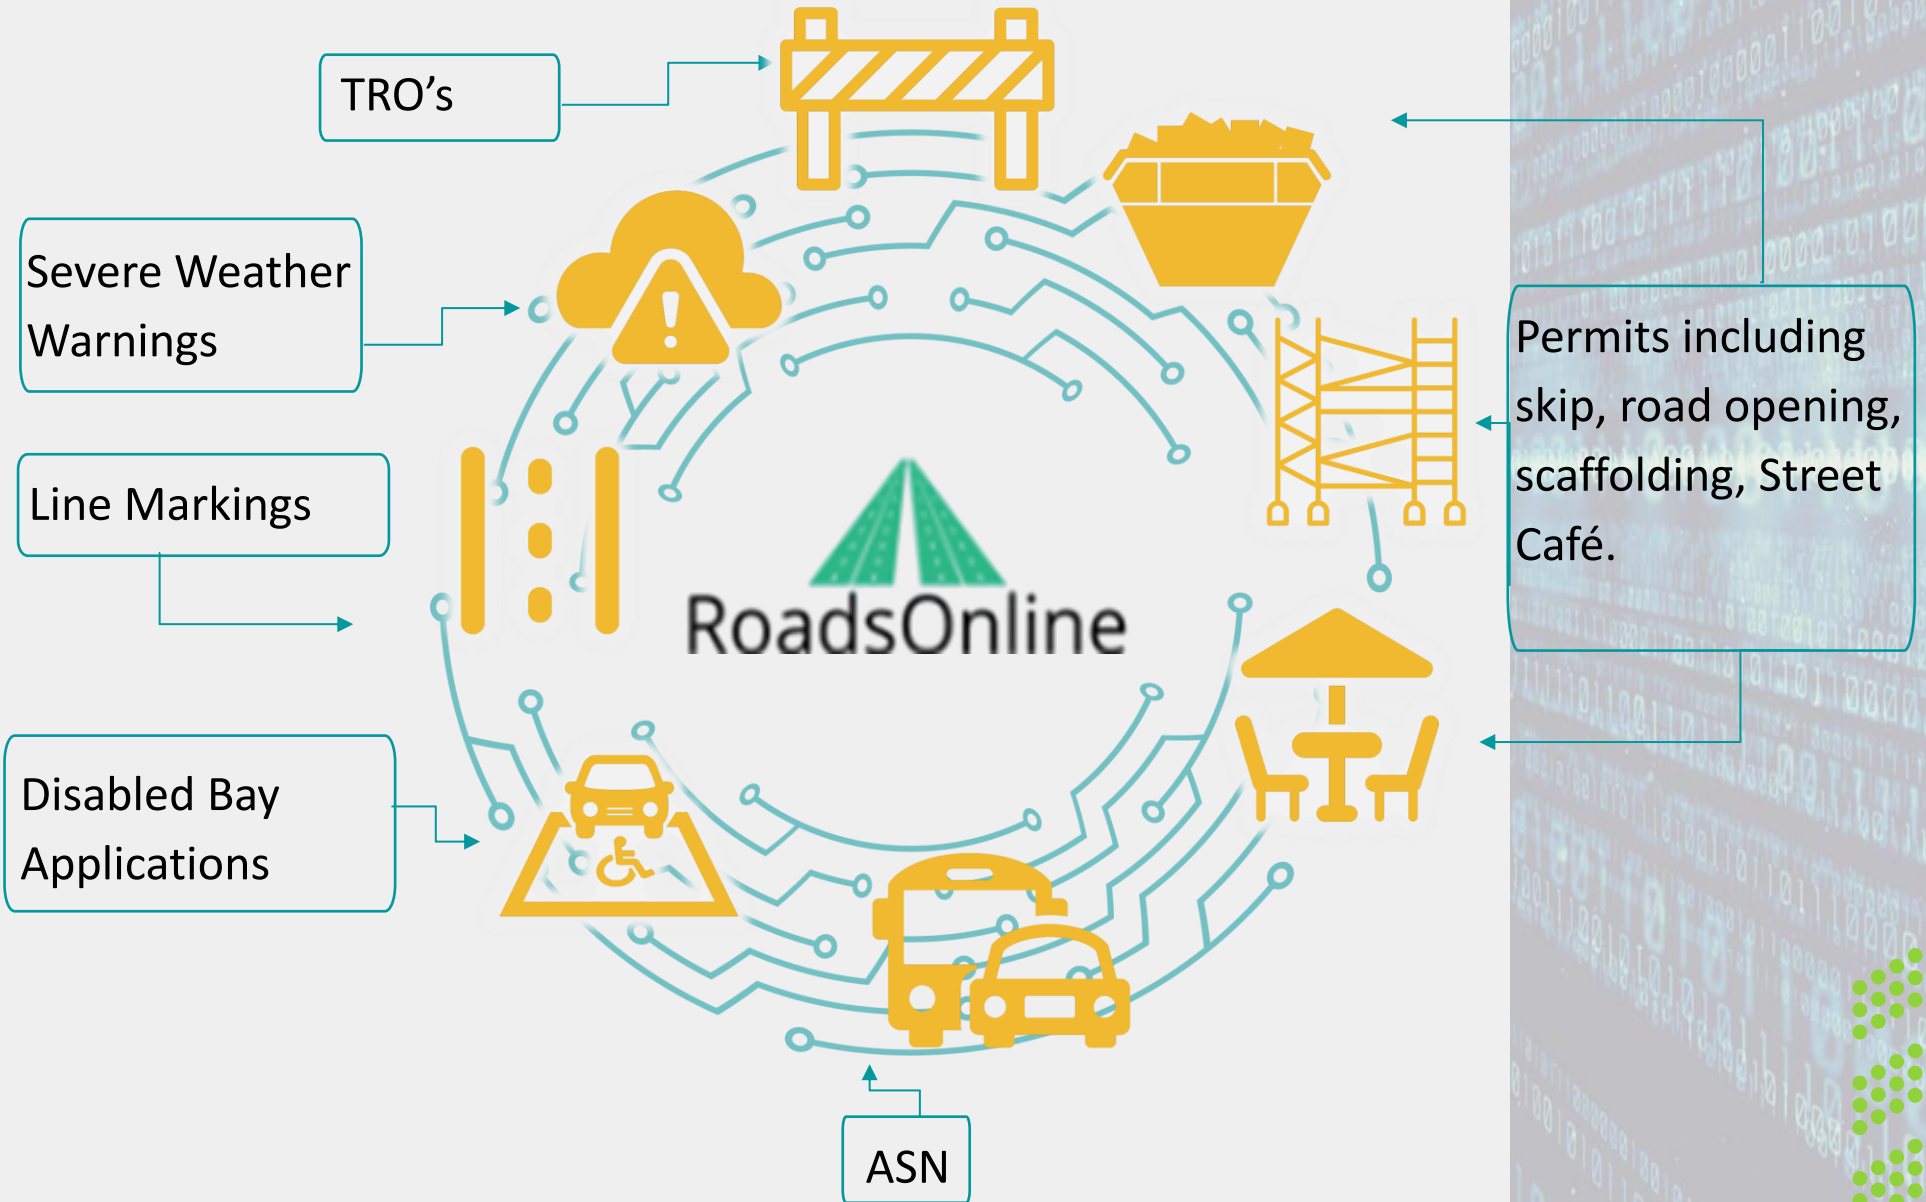 TRO’s
Severe Weather
Warnings
Line Markings
Disabled Bay
Applications
RoadsOnline
Permits including
skip, road opening,
scaffolding, Street
Café.
ASN